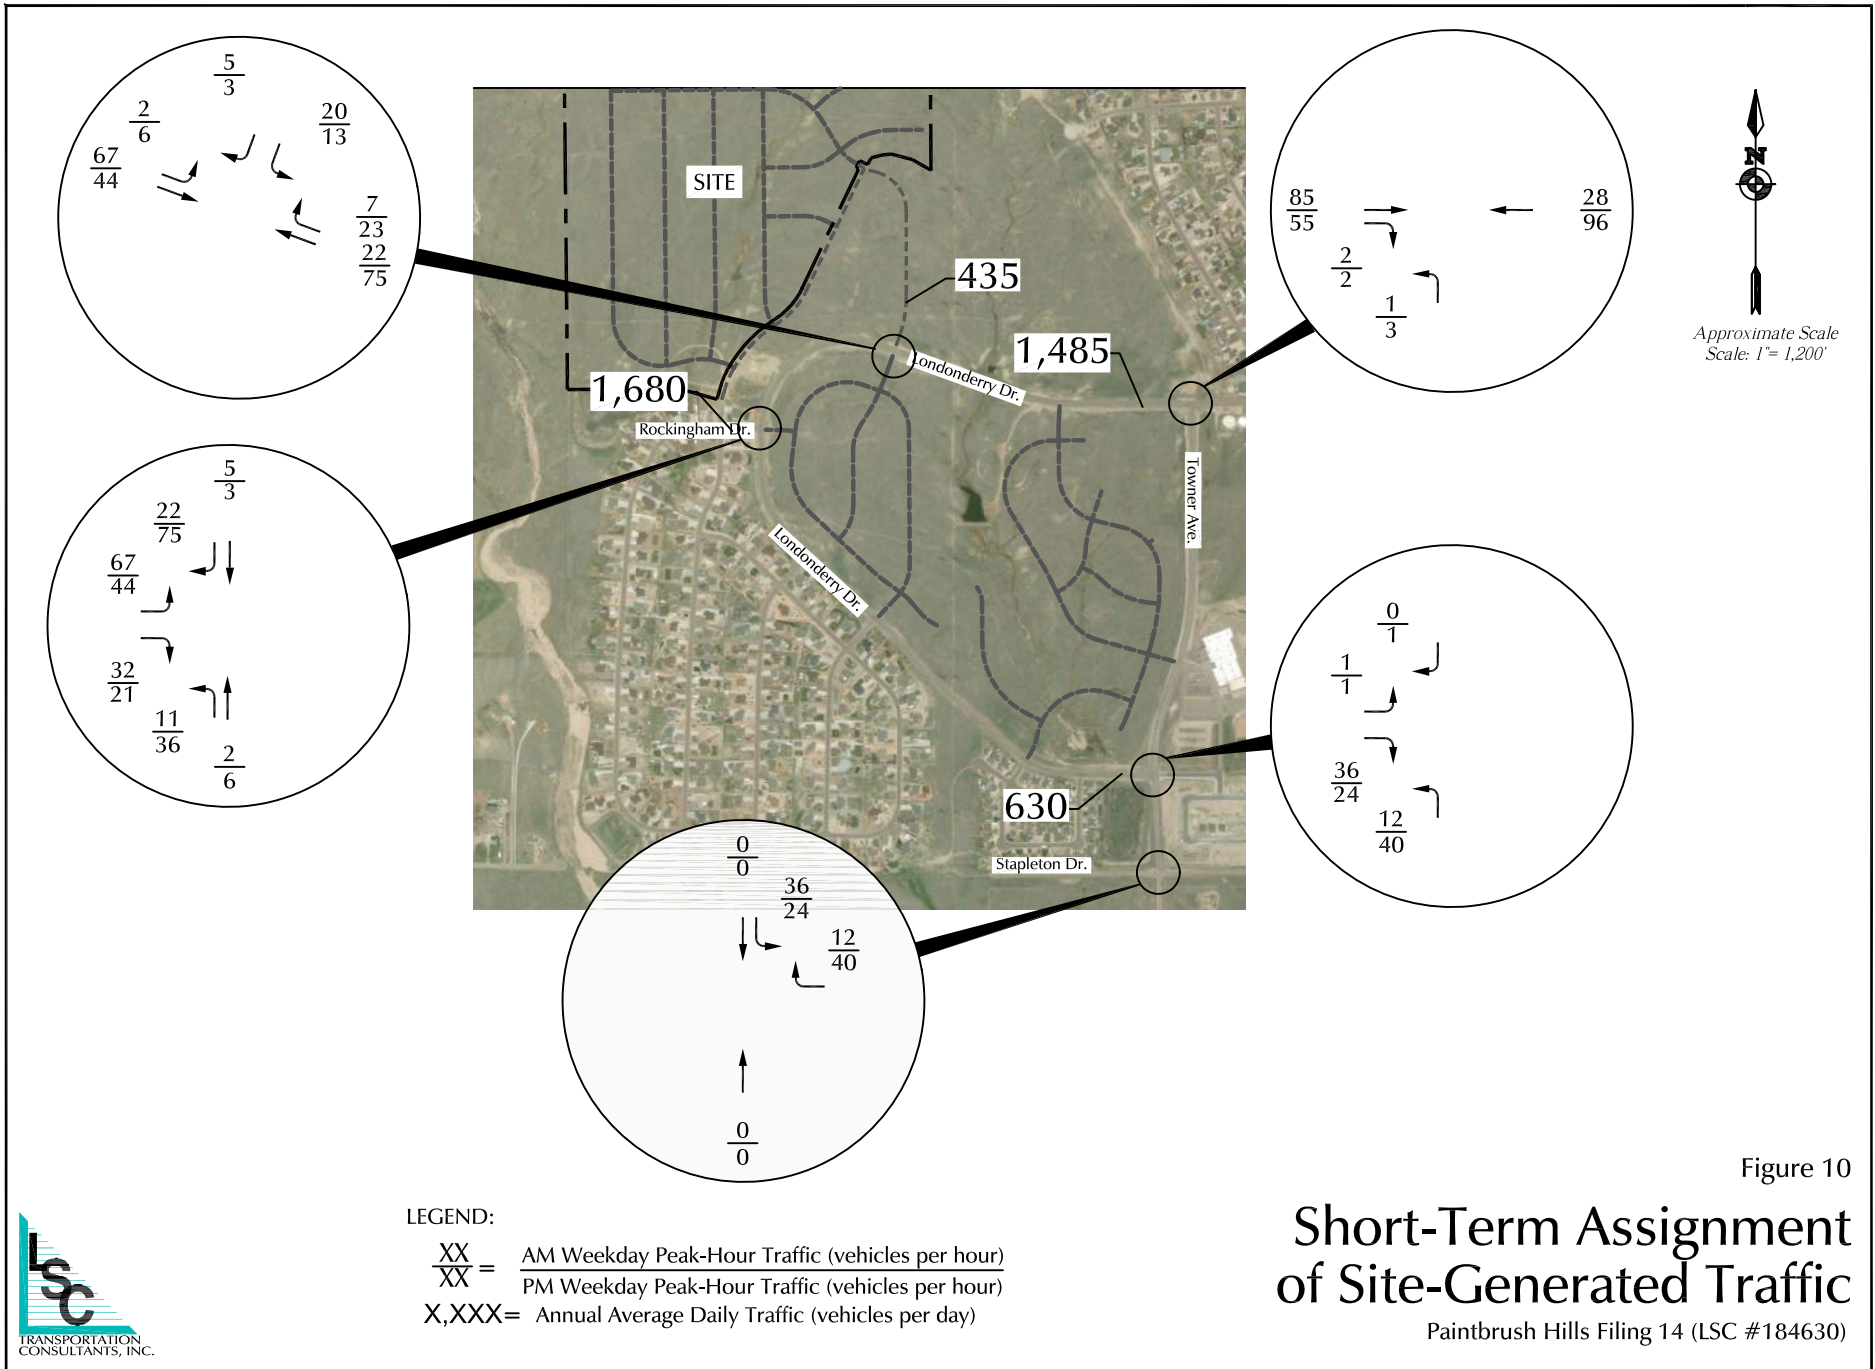 5
3
2
6
20
13
67
44
7
23
22
75
SITE
435
1,485
Londonderry Dr.
1,680
Rockingham Dr.
Londonderry Dr.
Towner Ave.
630
Stapleton Dr.
85
55
28
96
2
2
1
3
N
Approximate Scale
Scale: 1"= 1,200'
5
3
22
75
67
44
32
21
11
36
2
6
0
1
1
1
36
24
12
40
0
0
36
24
12
40
0
0
LEGEND:
XX
XX
=
AM Weekday Peak-Hour Traffic (vehicles per hour)
PM Weekday Peak-Hour Traffic (vehicles per hour)
X,XXX= Annual Average Daily Traffic (vehicles per day)
LSC
TRANSPORTATION
CONSULTANTS, INC.
Figure 10
Short-Term Assignment
of Site-Generated Traffic
Paintbrush Hills Filing 14 (LSC #184630)